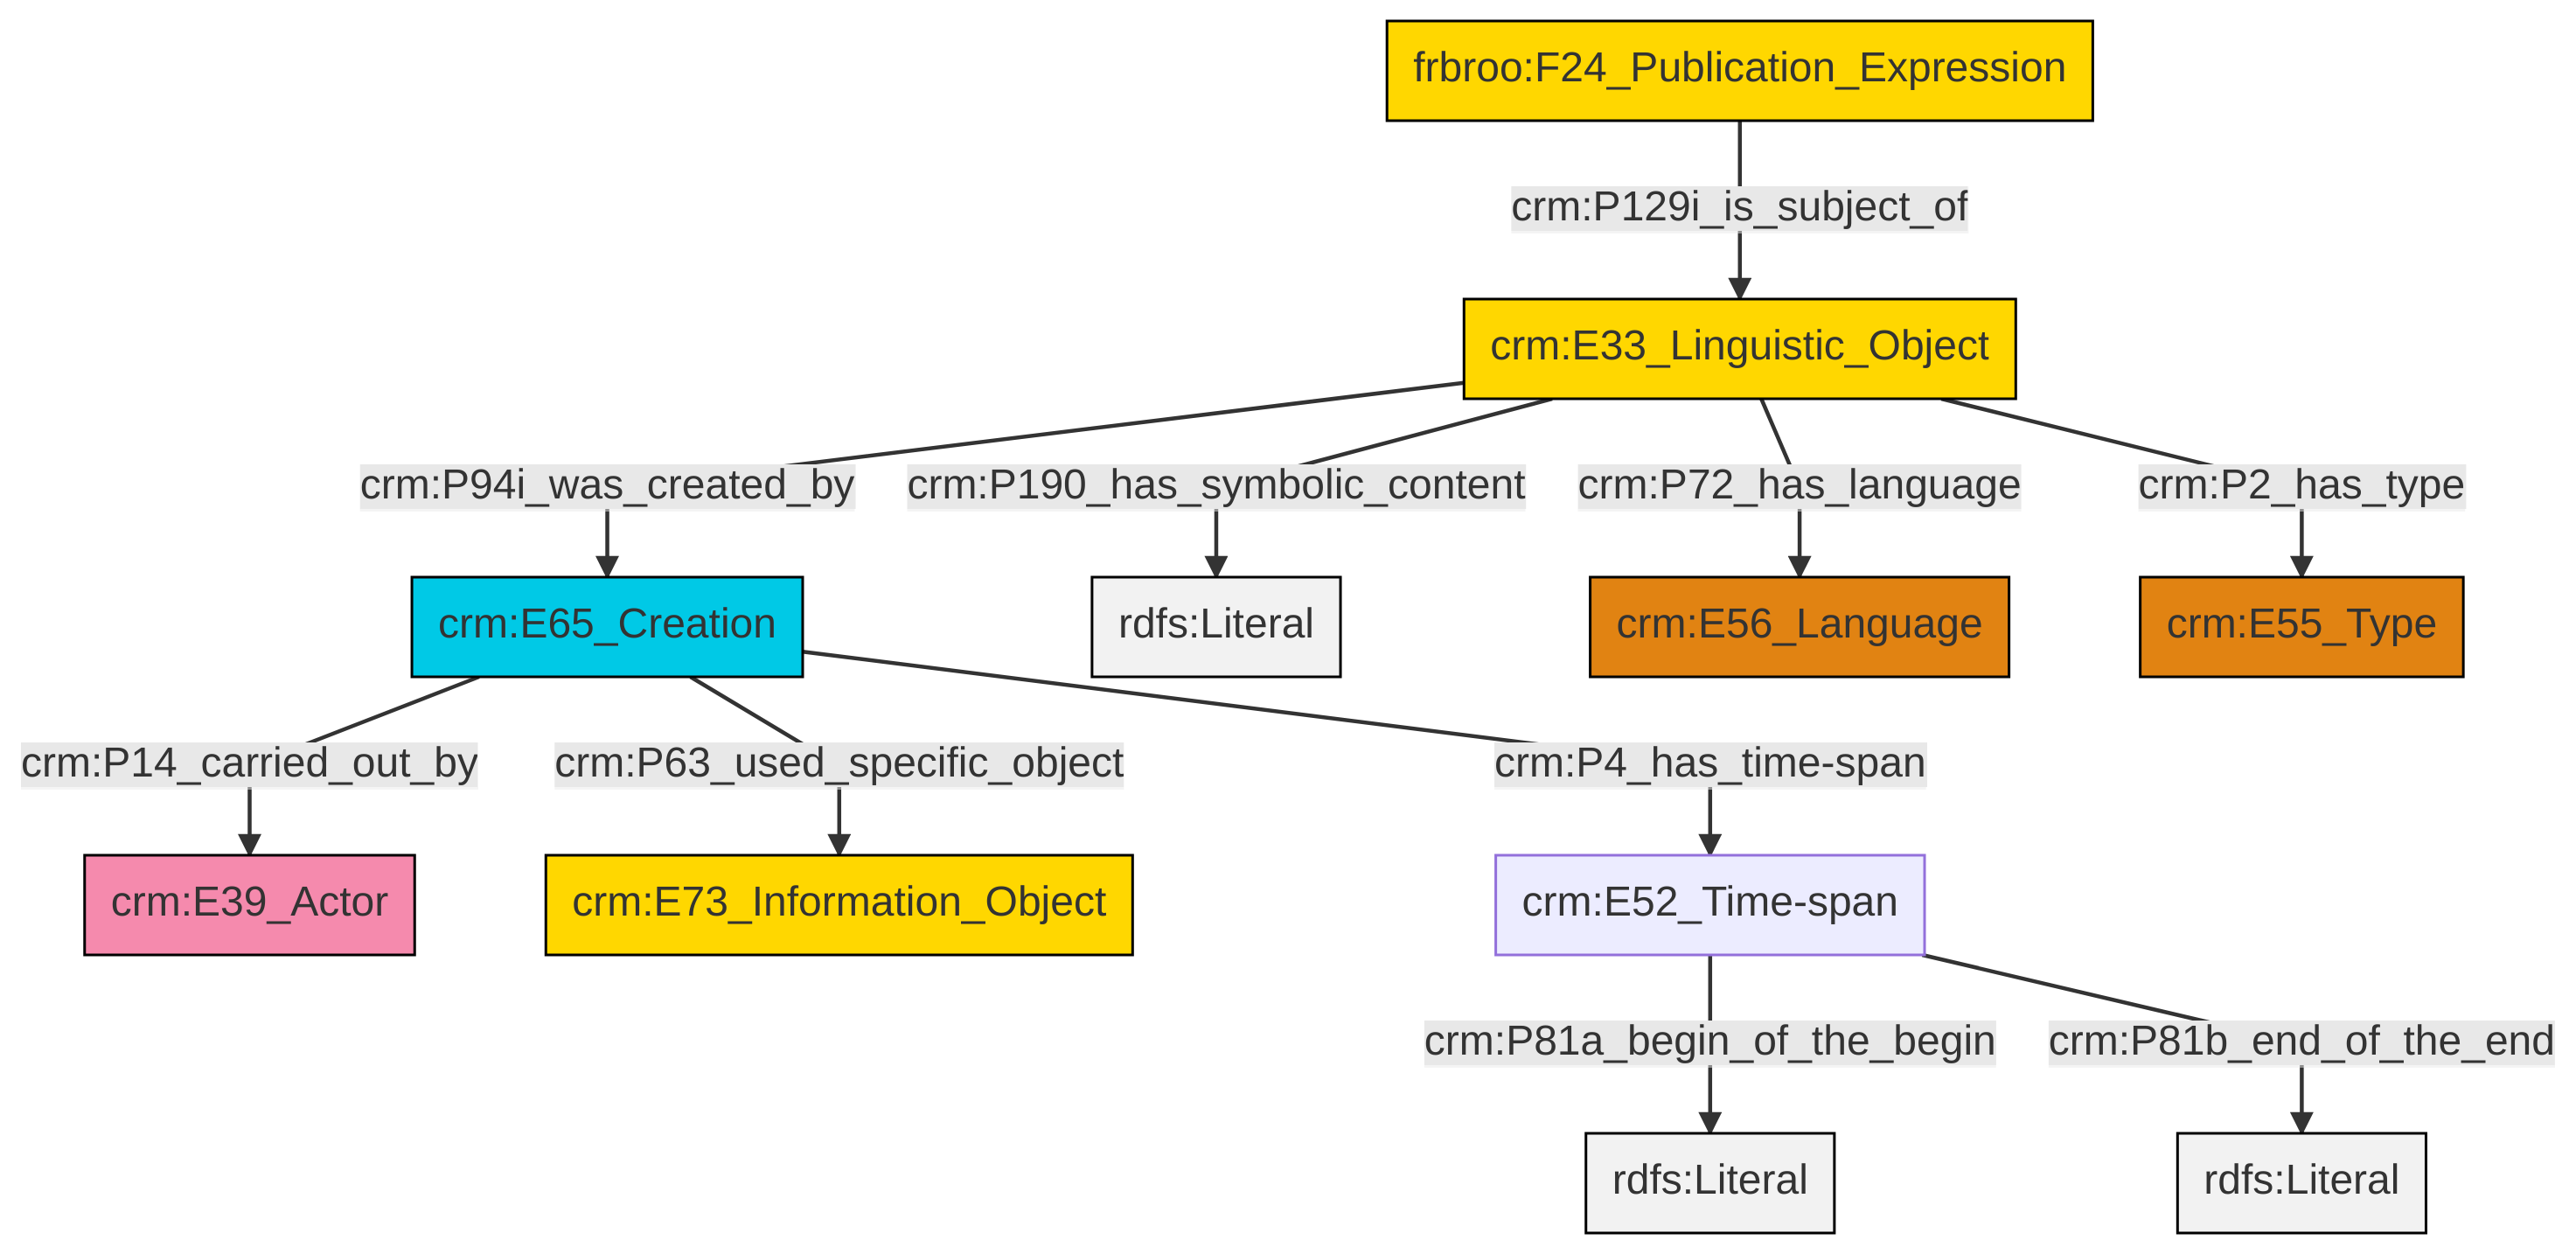 frbroo:F24_Publication_Expression
crm:P129i_is_subject_of
crm:E33_Linguistic_Object
crm:P94i_was_created_by
crm:P190_has_symbolic_content
crm:P72_has_language
crm:P2_has_type
crm:E65_Creation
rdfs:Literal
crm:E56_Language
crm:E55_Type
crm:P14_carried_out_by
crm:P63_used_specific_object
crm:P4_has_time-span
crm:E39_Actor
crm:E73_Information_Object
crm:E52_Time-span
crm:P81a_begin_of_the_begin
crm:P81b_end_of_the_end
rdfs:Literal
rdfs:Literal